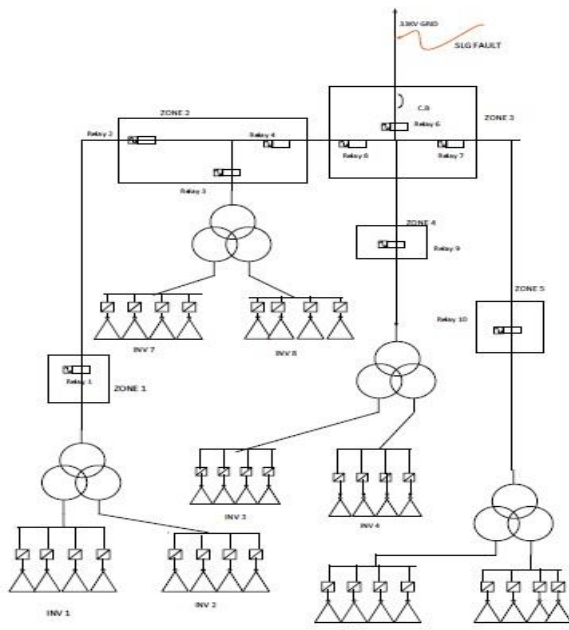 33KV GRID
SLG FAULT
ZONE 2
C.B
ZONE 3
Relay 2
Relay 4
Relay 6
Relay 8
Relay 7
Relay 3
ZONE 4
Relay 9
ZONE 5
Relay 10
INV 7
INV 8
Relay 1
ZONE 1
INV 3
INV 4
INV 1
INV 2